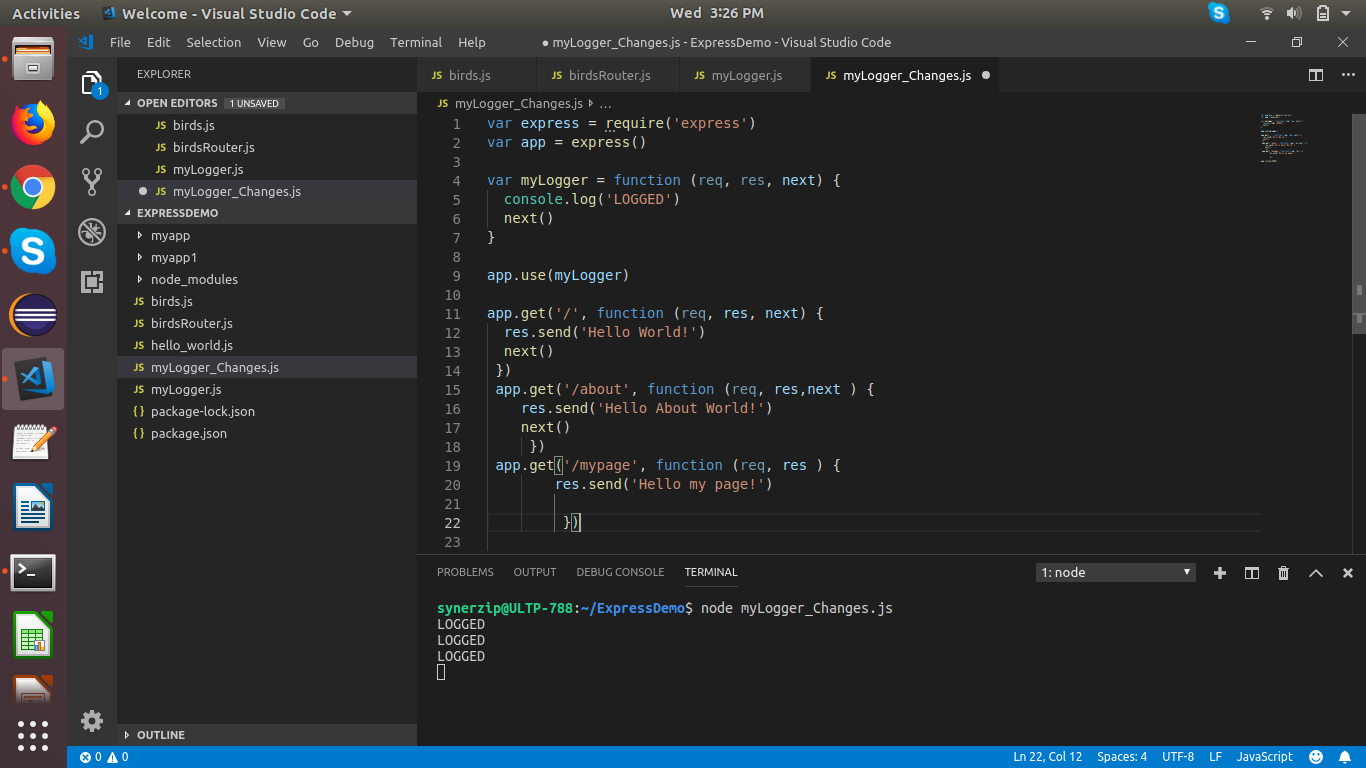 Activities Welcome - Visual Studio Code Wed 3:26 PM
File Edit Selection View Go Debug Terminal Help ● myLogger_Changes.js - ExpressDemo - Visual Studio Code
1
EXPLORER
OPEN EDITORS 1 UNSAVED
JS birds.js
JS birdsRouter.js
JS myLogger.js
JS myLogger_Changes.js
EXPRESSDEMO
myapp
myapp1
node_modules
JS birds.js
JS birdsRouter.js
JS hello_world.js
JS myLogger_Changes.js
JS myLogger.js
{ } package-lock.json
{ } package.json
OUTLINE
JS birds.js JS birdsRouter.js JS myLogger.js JS myLogger_Changes.js
JS myLogger_Changes.js ...
1 var express = require('express')
2 var app = express()
3
4 var myLogger = function (req, res, next) {
5 console.log('LOGGED')
6 next()
7 }
8
9 app.use(myLogger)
10
11 app.get('/', function (req, res, next) {
12 res.send('Hello World!')
13 next()
14 })
15 app.get('/about', function (req, res,next ) {
16 res.send('Hello About World!')
17 next()
18 })
19 app.get('/mypage', function (req, res ) {
20 res.send('Hello my page!')
21
22 })
23
PROBLEMS OUTPUT DEBUG CONSOLE TERMINAL 1: node
synerzip@ULTP-788:~/ExpressDemo$ node myLogger_Changes.js
LOGGED
LOGGED
LOGGED
0 0 Ln 22, Col 12 Spaces: 4 UTF-8 LF JavaScript